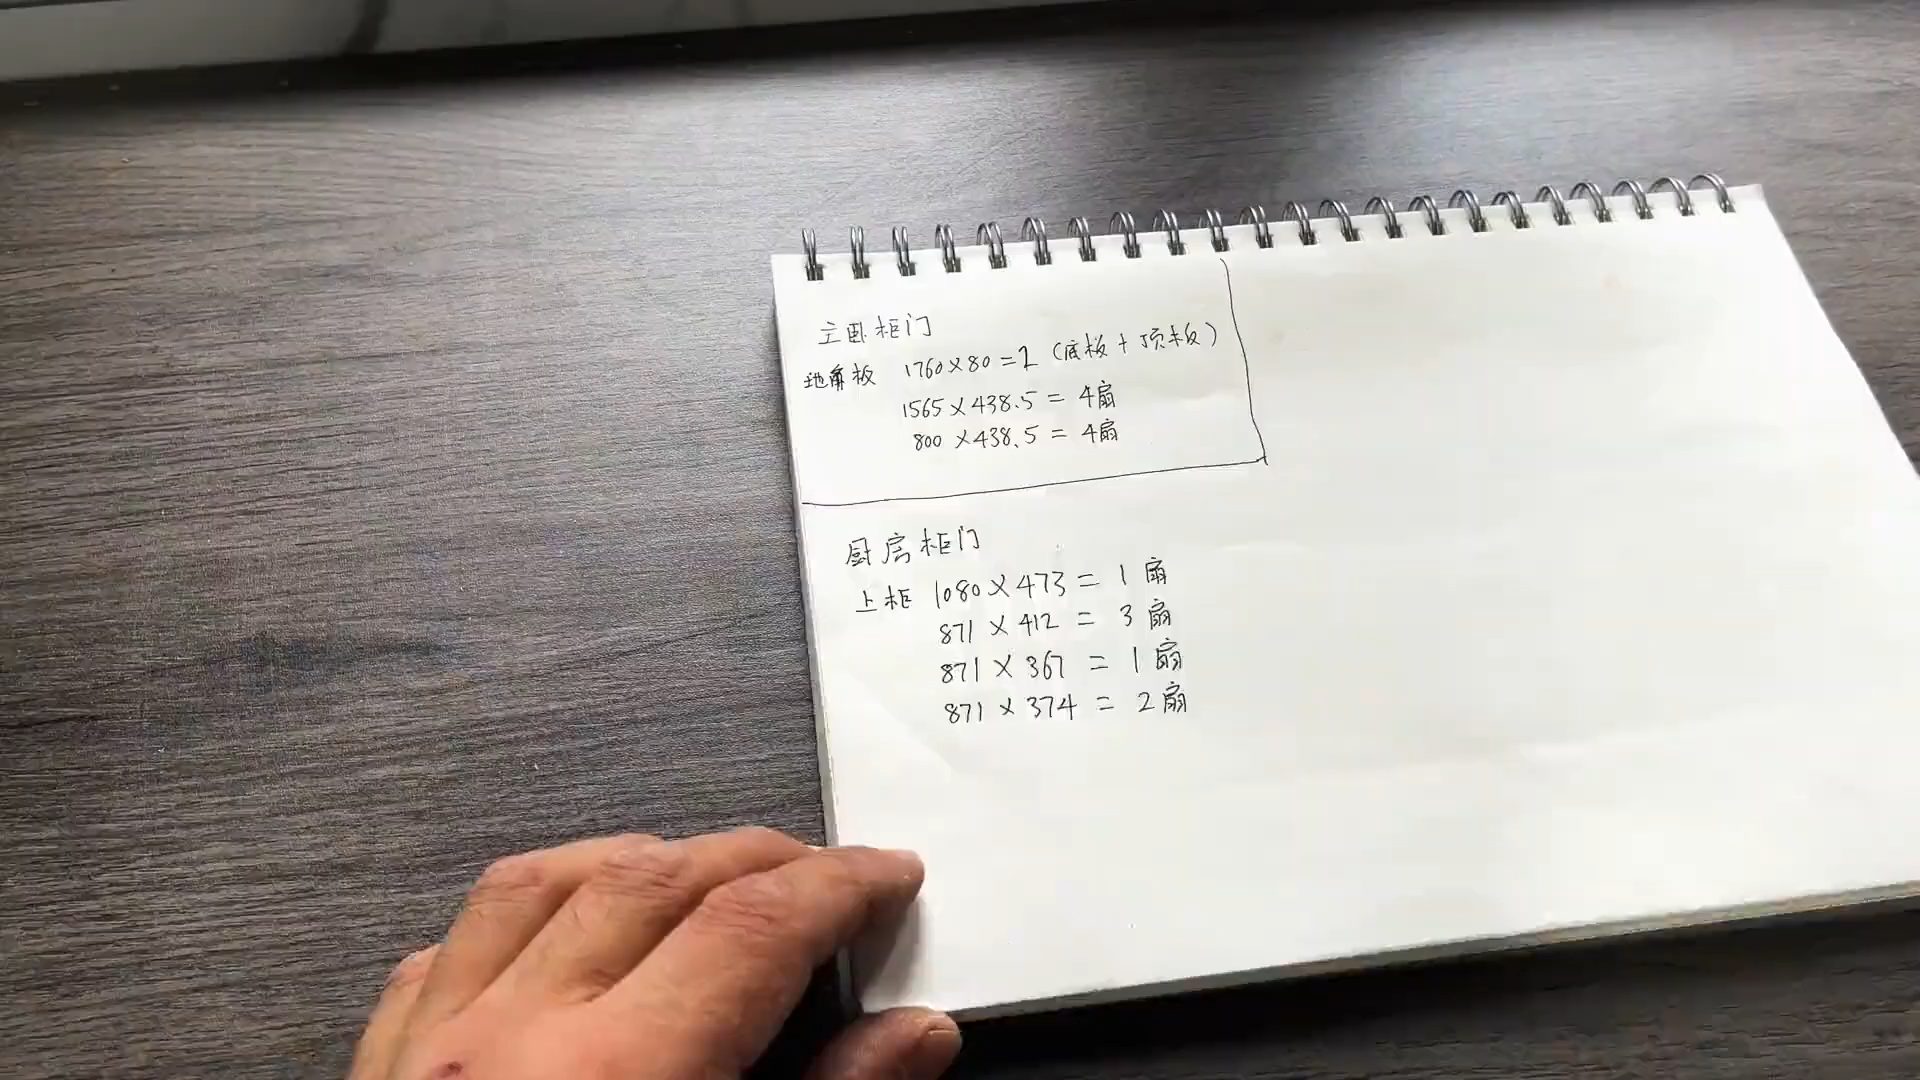 主卧柜门
地角板 1760×80=2 (底板+顶板)
1565×438.5=4扇
800×438.5=4扇
厨房柜门
上柜 1080×473=1扇
871×412=3扇
871×367=1扇
871×374=2扇